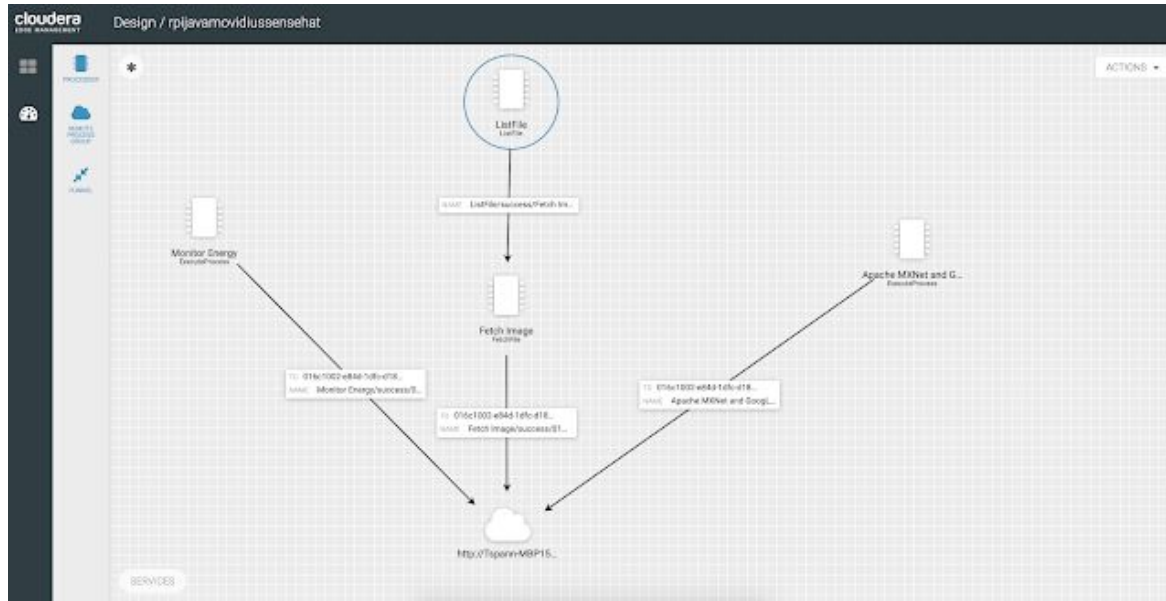 cloudera
EDGE MANAGEMENT
Design / rpijavamovidiussensehat
PROCESSOR
REMOTE
PROCESS
GROUP
FUNNEL
ACTIONS
ListFile
ListFile
NAME ListFile/success/Fetch Im...
Monitor Energy
ExecuteProcess
Apache MXNet and G...
ExecuteProcess
Fetch Image
FetchFile
TO 016c1002-e84d-1dfc-d18...
NAME Monitor Energy/success/0...
TO 016c1002-e84d-1dfc-d18...
NAME Apache MXNet and Googl...
TO 016c1002-e84d-1dfc-d18...
NAME Fetch Image/success/01...
http://Tspann-MBP15...
SERVICES